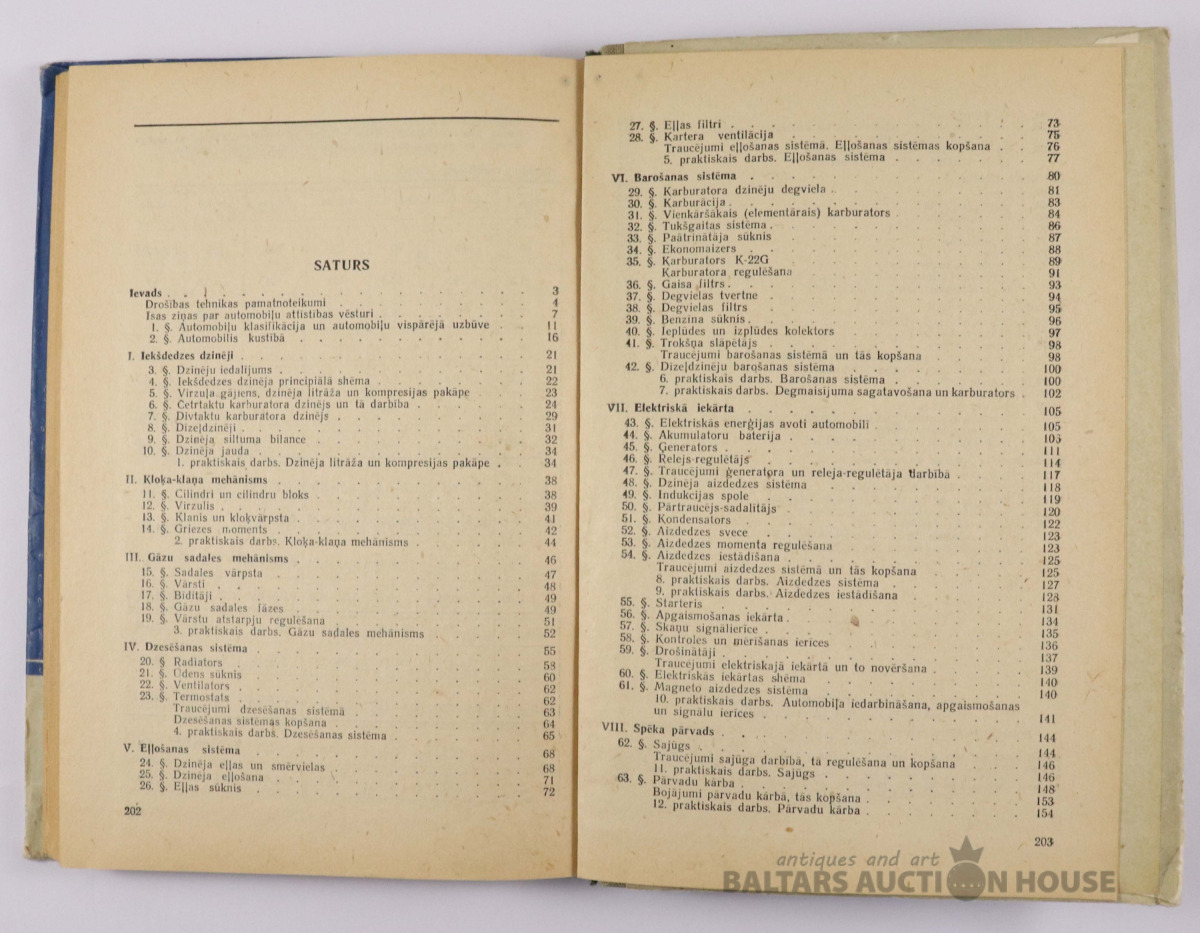 SATURS
Ievads 3
Drošības tehnikas pamatnoteikumi 4
Īsas ziņas par automobiļu attīstības vēsturi 7
1. §. Automobiļu klasifikācija un automobiļu vispārējā uzbūve 11
2. §. Automobilis kustībā 16
I. Iekšdedzes dzinēji 21
3. §. Dzinēju iedalījums 21
4. §. Iekšdedzes dzinēja principiālā shēma 22
5. §. Virzuļa gājiens, dzinēja litrāža un kompresijas pakāpe 23
6. §. Četrtaktu karburatora dzinējs un tā darbība 24
7. §. Divtaktu karburatora dzinējs 29
8. §. Dīzeļdzinēji 31
9. §. Dzinēja siltuma bilance 32
10. §. Dzinēja jauda 34
1. praktiskais darbs. Dzinēja litrāža un kompresijas pakāpe 34
II. Kloķa-klaņa mehānisms 38
11. §. Cilindri un cilindru bloks 38
12. §. Virzulis 39
13. §. Klanis un kloķvārpsta 41
14. §. Griezes moments 42
2. praktiskais darbs. Kloķa-klaņa mehānisms 44
III. Gāzu sadales mehānisms 46
15. §. Sadales vārpsta 47
16. §. Vārsti 48
17. §. Bīdītāji 49
18. §. Gāzu sadales fāzes 49
19. §. Vārstu atstarpju regulēšana 51
3. praktiskais darbs. Gāzu sadales mehānisms 52
IV. Dzesēšanas sistēma 55
20. § Radiators 58
21. §. Ūdens sūknis 60
22. §. Ventilators 62
23. §. Termostats 62
Traucējumi dzesēšanas sistēmā 63
Dzesēšanas sistēmas kopšana 64
4. praktiskais darbs. Dzesēšanas sistēma 65
V. Eļļošanas sistēma 68
24. §. Dzinēja eļļas un smērvielas 68
25. §. Dzinēja eļļošana 71
26. §. Eļļas sūknis 72
202
27. §. Eļļas filtri 73
28. §. Kartera ventilācija 75
Traucējumi eļļošanas sistēmā. Eļļošanas sistēmas kopšana 76
5. praktiskais darbs. Eļļošanas sistēma 77
VI. Barošanas sistēma 80
29. §. Karburatora dzinēju degviela 81
30. §. Karburācija 83
31. §. Vienkāršākais (elementārais) karburators 84
32. §. Tukšgaitas sistēma 86
33. §. Paātrinātāja sūknis 87
34. §. Ekonomaizers 88
35. §. Karburators K-22G 89
Karburatora regulēšana 91
36. §. Gaisa filtrs 93
37. §. Degvielas tvertne 94
38. §. Degvielas filtrs 95
39. §. Benzīna sūknis 96
40. §. Ieplūdes un izplūdes kolektors 97
41. §. Trokšņa slāpētājs 98
Traucējumi barošanas sistēmā un tās kopšana 98
42. §. Dīzeļdzinēju barošanas sistēma 100
6. praktiskais darbs. Barošanas sistēma 100
7. praktiskais darbs. Degmaisījuma sagatavošana un karburators 102
VII. Elektriskā iekārta 105
43. §. Elektriskās enerģijas avoti automobilī 105
44. §. Akumulatoru baterija 105
45. §. Ģenerators 111
46. §. Relejs-regulētājs 114
47. §. Traucējumi ģeneratora un releja-regulētāja darbībā 117
48. §. Dzinēja aizdedzes sistēma 118
49. §. Indukcijas spole 119
50. §. Pārtraucējs-sadalītājs 120
51. §. Kondensators 122
52. §. Aizdedzes svece 123
53. §. Aizdedzes momenta regulēšana 123
54. §. Aizdedzes iestādīšana 125
Traucējumi aizdedzes sistēmā un tās kopšana 125
8. praktiskais darbs. Aizdedzes sistēma 127
9. praktiskais darbs. Aizdedzes iestādīšana 128
55. §. Starteris 131
56. §. Apgaismošanas iekārta 134
57. §. Skaņu signālierīce 135
58. §. Kontroles un mērīšanas ierīces 136
59. §. Drošinātāji 137
Traucējumi elektriskajā iekārtā un to novēršana 139
60. §. Elektriskās iekārtas shēma 140
61. §. Magneto aizdedzes sistēma 140
10. praktiskais darbs. Automobiļa iedarbināšana, apgaismošanas
un signālu ierīces 141
VIII. Spēka pārvads 144
62. §. Sajūgs 144
Traucējumi sajūga darbībā, tā regulēšana un kopšana 146
11. praktiskais darbs. Sajūgs 146
63. §. Pārvadu kārba 148
Bojājumi pārvadu kārbā, tās kopšana 153
12. praktiskais darbs. Pārvadu kārba 154
203
antiques and art
BALTARS AUCTION HOUSE